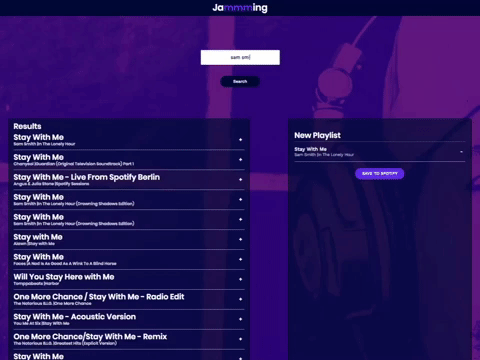 Jammming
sam smi
Search
Results
Stay With Me
Sam Smith |In The Lonely Hour
+
Stay With Me
Chanyeol |Guardian (Original Television Soundtrack) Part 1
+
Stay With Me - Live From Spotify Berlin
Angus & Julia Stone |Spotify Sessions
+
Stay With Me
Sam Smith |In The Lonely Hour (Drowning Shadows Edition)
+
Stay With Me
Sam Smith |In The Lonely Hour (Drowning Shadows Edition)
+
Stay with Me
|Stay with Me
+
Stay With Me
Faces |A Nod Is As Good As A Wink To A Blind Horse
+
Will You Stay Here with Me
|Harbor
+
One More Chance / Stay With Me - Radio Edit
The Notorious B.I.G. |One More Chance
+
Stay With Me - Acoustic Version
You Me At Six |Stay With Me
+
One More Chance/Stay With Me - Remix
The Notorious B.I.G. |Greatest Hits (Explicit Version)
+
Stay With Me
New Playlist
Stay With Me
Sam Smith |In The Lonely Hour
-
SAVE TO SPOTIFY